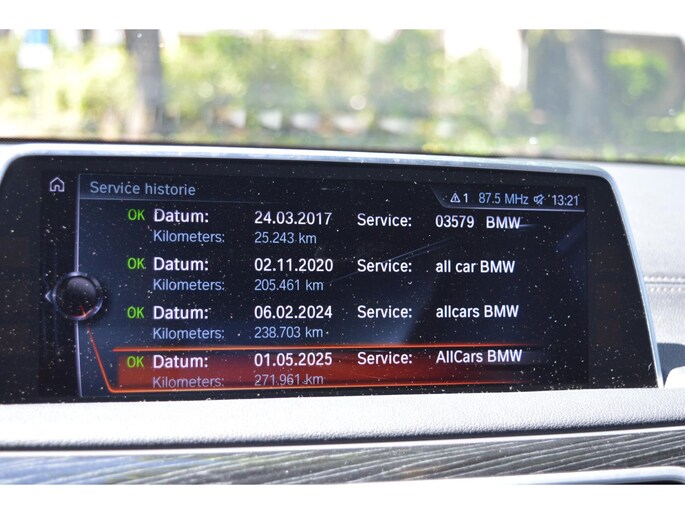 Service historie
1 87.5 MHz 13:21
OK Datum: 24.03.2017 Service: 03579 BMW
Kilometers: 25.243 km
OK Datum: 02.11.2020 Service: all car BMW
Kilometers: 205.461 km
OK Datum: 06.02.2024 Service: allcars BMW
Kilometers: 238.703 km
OK Datum: 01.05.2025 Service: AllCars BMW
Kilometers: 271.961 km